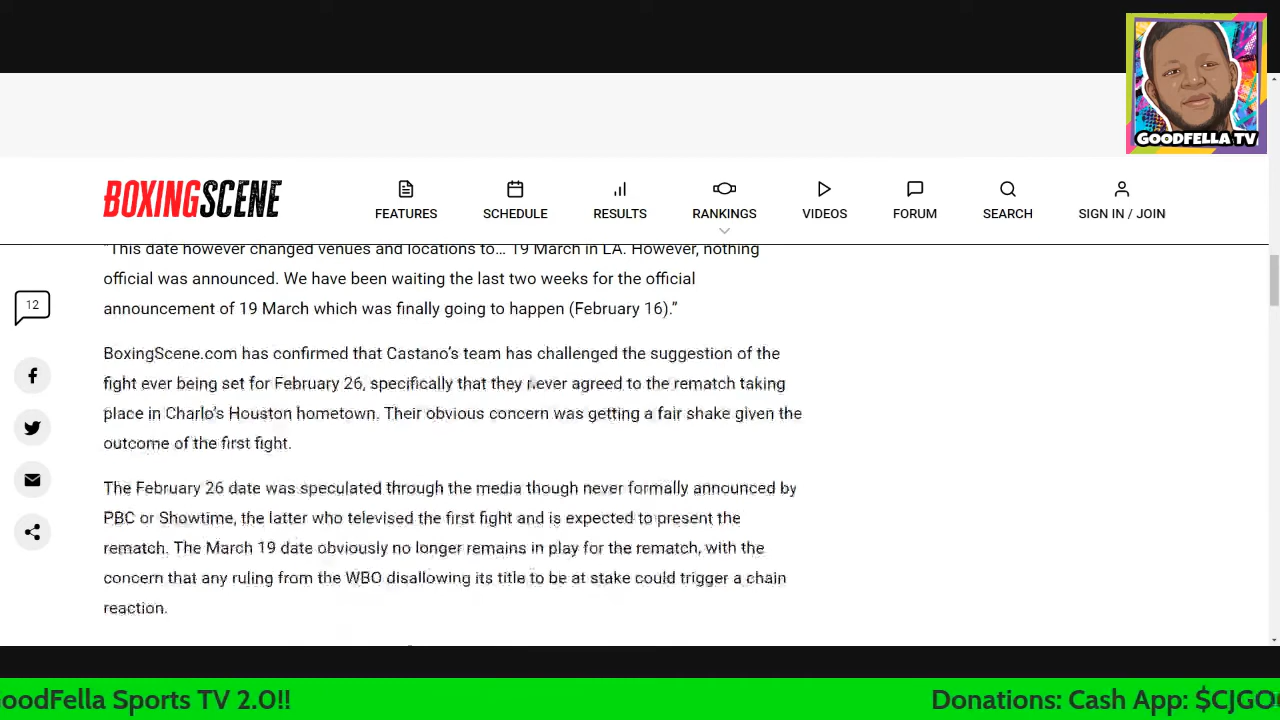 GOODFELLA TV
BOXINGSCENE
FEATURES
SCHEDULE
RESULTS
RANKINGS
VIDEOS
FORUM
SEARCH
SIGN IN / JOIN
12
"This date however changed venues and locations to… 19 March in LA. However, nothing
official was announced. We have been waiting the last two weeks for the official
announcement of 19 March which was finally going to happen (February 16)."
BoxingScene.com has confirmed that Castano's team has challenged the suggestion of the
fight ever being set for February 26, specifically that they never agreed to the rematch taking
place in Charlo's Houston hometown. Their obvious concern was getting a fair shake given the
outcome of the first fight.
The February 26 date was speculated through the media though never formally announced by
PBC or Showtime, the latter who televised the first fight and is expected to present the
rematch. The March 19 date obviously no longer remains in play for the rematch, with the
concern that any ruling from the WBO disallowing its title to be at stake could trigger a chain
reaction.
oodFella Sports TV 2.0!!
Donations: Cash App: $CJGO